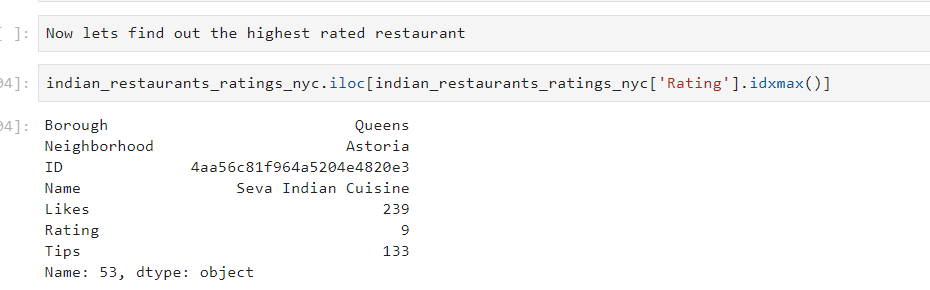 [ ]: Now lets find out the highest rated restaurant
04]: indian_restaurants_ratings_nyc.iloc[indian_restaurants_ratings_nyc['Rating'].idxmax()]
04]: Borough Queens
Neighborhood Astoria
ID 4aa56c81f964a5204e4820e3
Name Seva Indian Cuisine
Likes 239
Rating 9
Tips 133
Name: 53, dtype: object